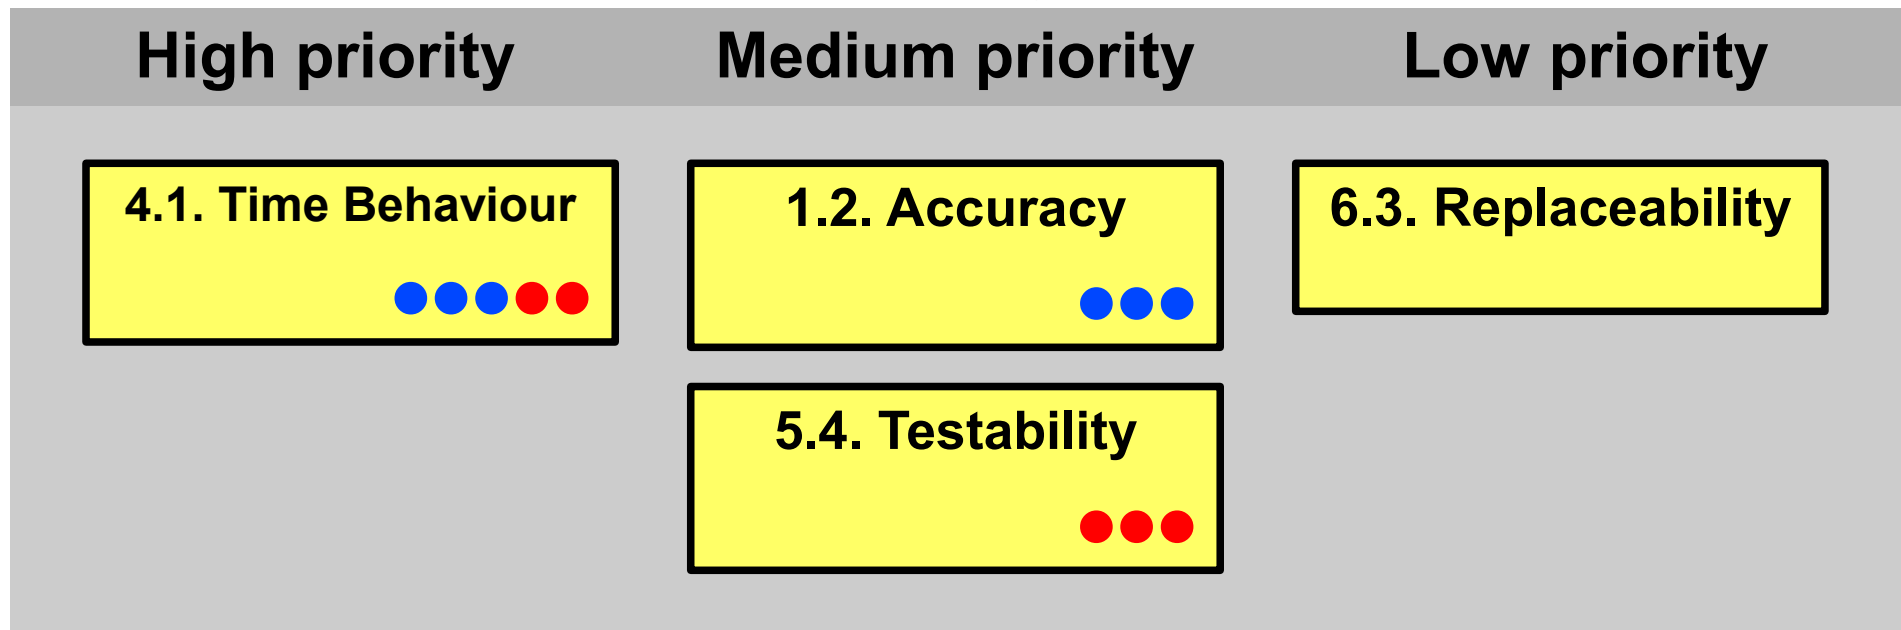 High priority
Medium priority
Low priority
4.1. Time Behaviour
1.2. Accuracy
6.3. Replaceability
5.4. Testability